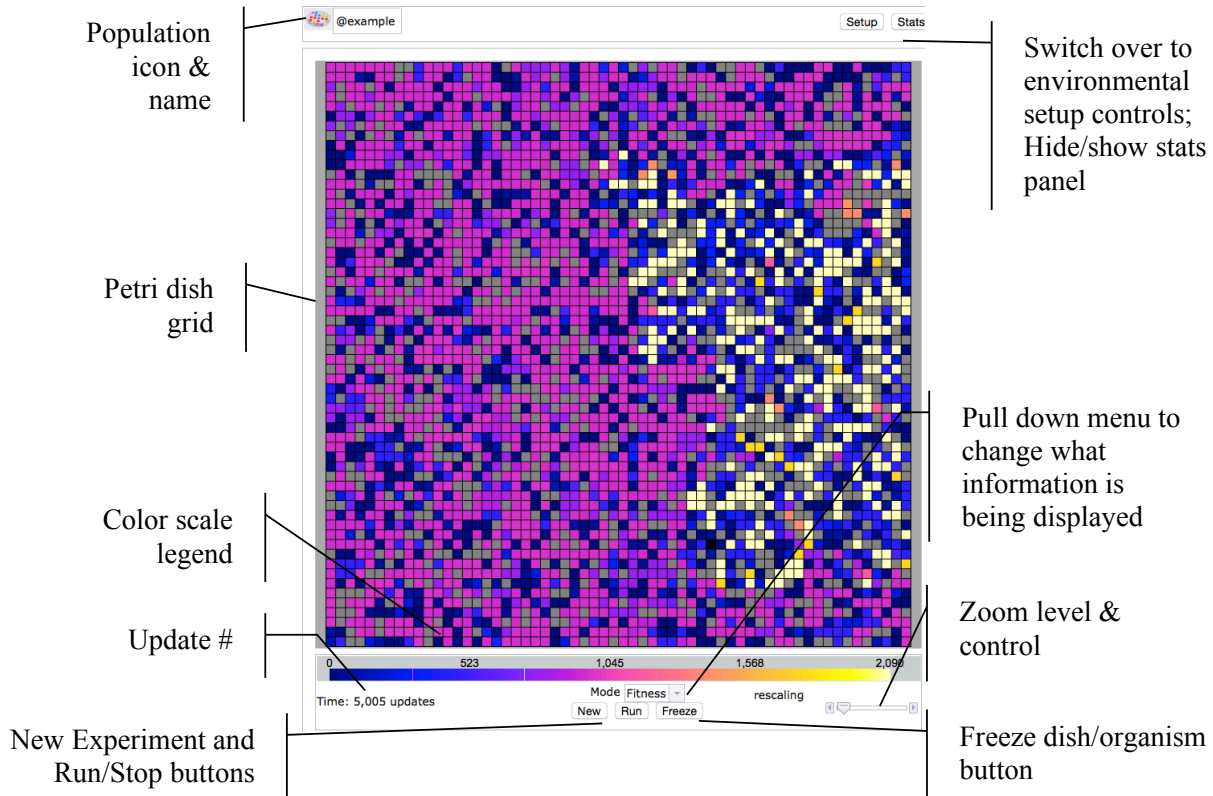 Population
icon &
name
@example
Setup
Stats
Switch over to
environmental
setup controls;
Hide/show stats
panel
Petri dish
grid
Pull down menu to
change what
information is
being displayed
Color scale
legend
Update #
Zoom level &
control
0 523 1,045 1,568 2,090
Mode Fitness rescaling
Time: 5,005 updates
New Run Freeze
New Experiment and
Run/Stop buttons
Freeze dish/organism
button